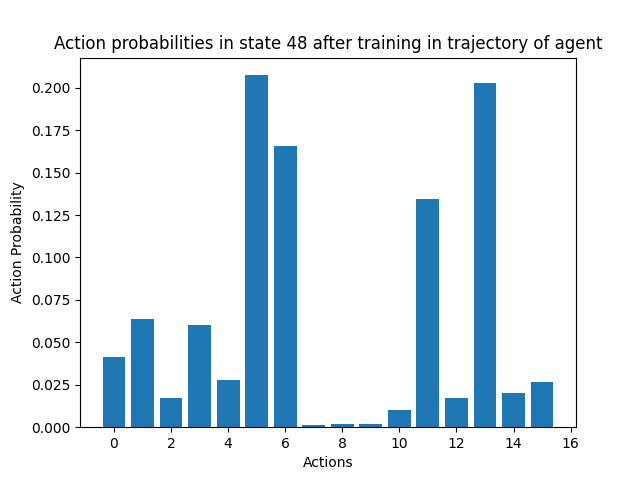 Action probabilities in state 48 after training in trajectory of agent
0.200
0.175
0.150
0.125
0.100
0.075
0.050
0.025
0.000
Action Probability
0 2 4 6 8 10 12 14 16
Actions